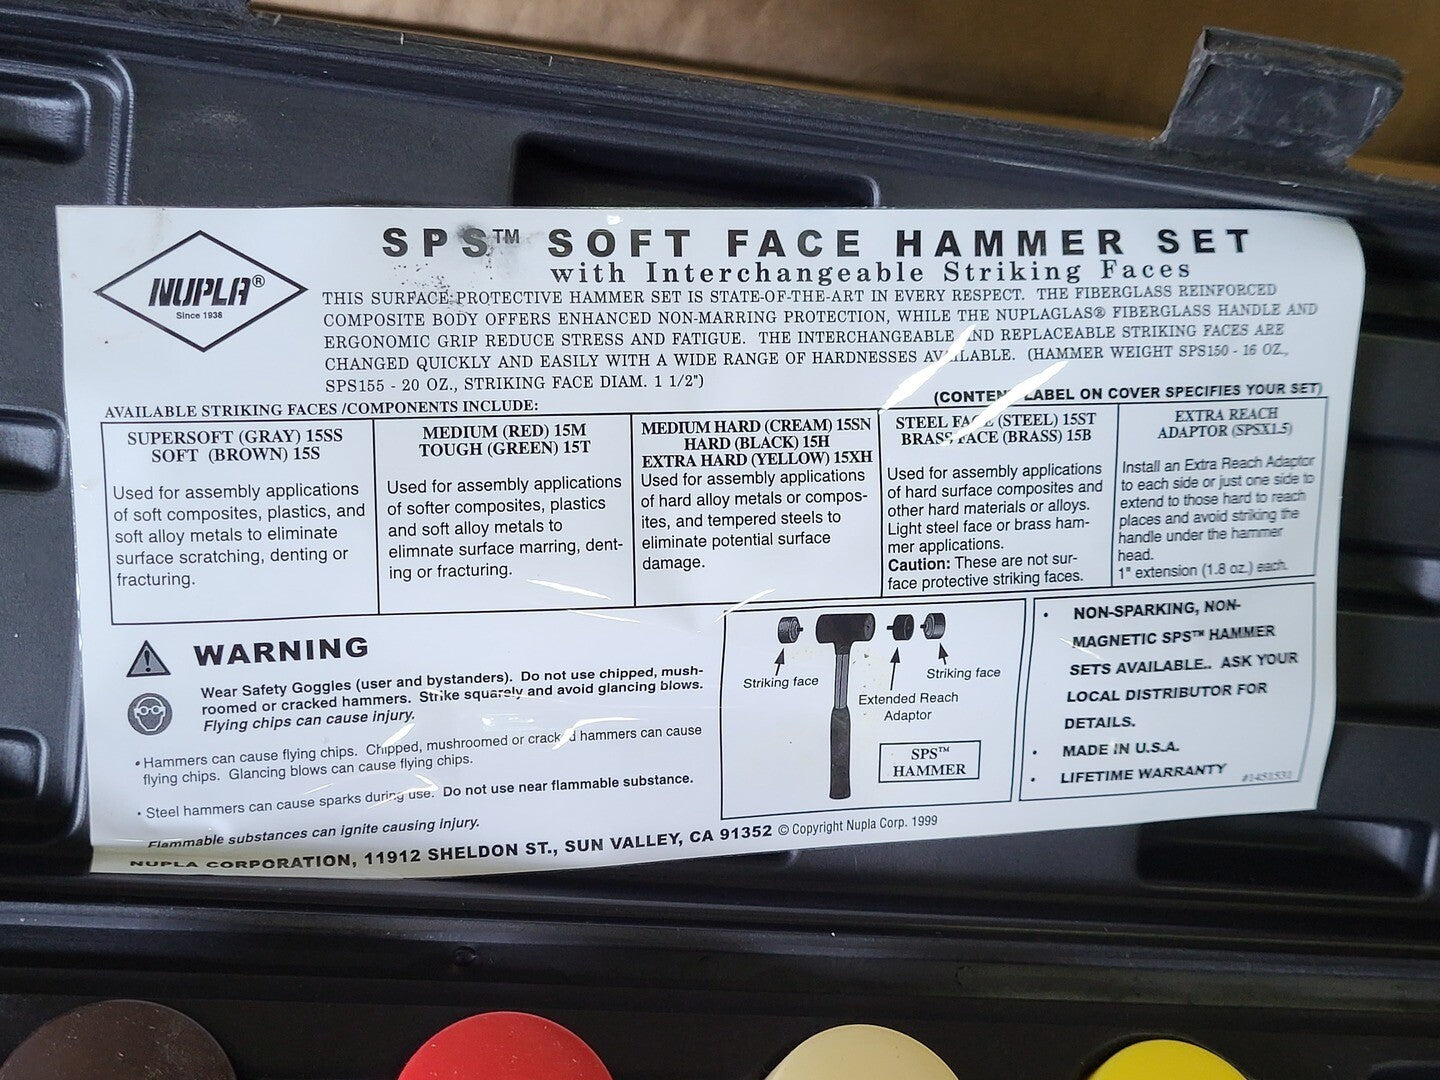 NUPLA®
Since 1938
SPS™ SOFT FACE HAMMER SET
with Interchangeable Striking Faces
THIS SURFACE-PROTECTIVE HAMMER SET IS STATE-OF-THE-ART IN EVERY RESPECT. THE FIBERGLASS REINFORCED
COMPOSITE BODY OFFERS ENHANCED NON-MARRING PROTECTION, WHILE THE NUPLAGLAS® FIBERGLASS HANDLE AND
ERGONOMIC GRIP REDUCE STRESS AND FATIGUE. THE INTERCHANGEABLE AND REPLACEABLE STRIKING FACES ARE
CHANGED QUICKLY AND EASILY WITH A WIDE RANGE OF HARDNESSES AVAILABLE. (HAMMER WEIGHT SPS150 - 16 OZ.,
SPS155 - 20 OZ., STRIKING FACE DIAM. 1 1/2")
(CONTENT LABEL ON COVER SPECIFIES YOUR SET)
AVAILABLE STRIKING FACES /COMPONENTS INCLUDE:
SUPERSOFT (GRAY) 15SS
SOFT (BROWN) 15S
Used for assembly applications
of soft composites, plastics, and
soft alloy metals to eliminate
surface scratching, denting or
fracturing.
MEDIUM (RED) 15M
TOUGH (GREEN) 15T
Used for assembly applications
of softer composites, plastics
and soft alloy metals to
elimnate surface marring, dent-
ing or fracturing.
MEDIUM HARD (CREAM) 15SN
HARD (BLACK) 15H
EXTRA HARD (YELLOW) 15XH
Used for assembly applications
of hard alloy metals or compos-
ites, and tempered steels to
eliminate potential surface
damage.
STEEL FACE (STEEL) 15ST
BRASS FACE (BRASS) 15B
Used for assembly applications
of hard surface composites and
other hard materials or alloys.
Light steel face or brass ham-
mer applications.
Caution: These are not sur-
face protective striking faces.
EXTRA REACH
ADAPTOR (SPSX1.5)
Install an Extra Reach Adaptor
to each side or just one side to
extend to those hard to reach
places and avoid striking the
handle under the hammer
head.
1" extension (1.8 oz.) each.
WARNING
Wear Safety Goggles (user and bystanders). Do not use chipped, mush-
roomed or cracked hammers. Strike squarely and avoid glancing blows.
Flying chips can cause injury.
• Hammers can cause flying chips. Chipped, mushroomed or cracked hammers can cause
flying chips. Glancing blows can cause flying chips.
• Steel hammers can cause sparks during use. Do not use near flammable substance.
Flammable substances can ignite causing injury.
Striking face
Extended Reach
Adaptor
Striking face
SPS™
HAMMER
• NON-SPARKING, NON-
MAGNETIC SPS™ HAMMER
SETS AVAILABLE.. ASK YOUR
LOCAL DISTRIBUTOR FOR
DETAILS.
• MADE IN U.S.A.
• LIFETIME WARRANTY #1451531
NUPLA CORPORATION, 11912 SHELDON ST., SUN VALLEY, CA 91352 © Copyright Nupla Corp. 1999